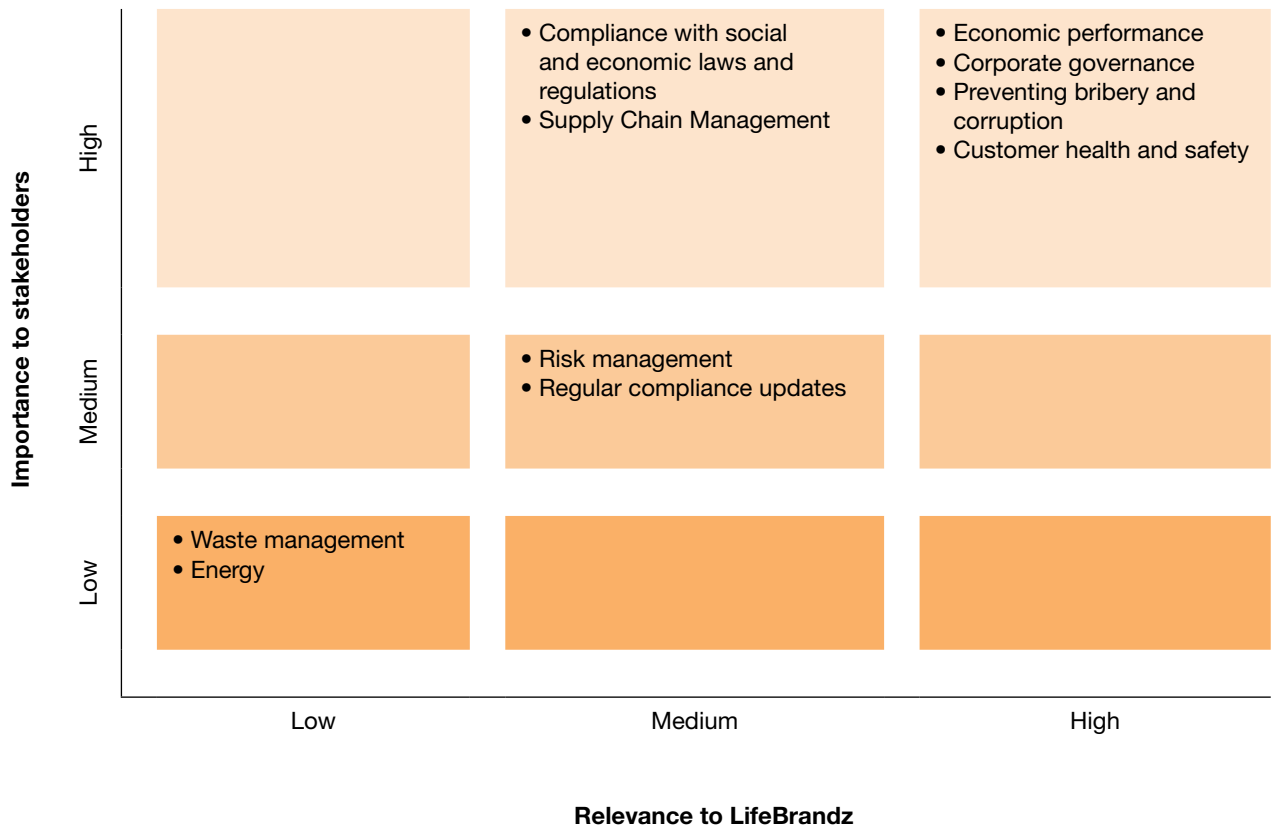 Importance to stakeholders
High
• Compliance with social
and economic laws and
regulations
• Supply Chain Management
• Economic performance
• Corporate governance
• Preventing bribery and
corruption
• Customer health and safety
Medium
• Risk management
• Regular compliance updates
Low
• Waste management
• Energy
Low
Medium
High
Relevance to LifeBrandz